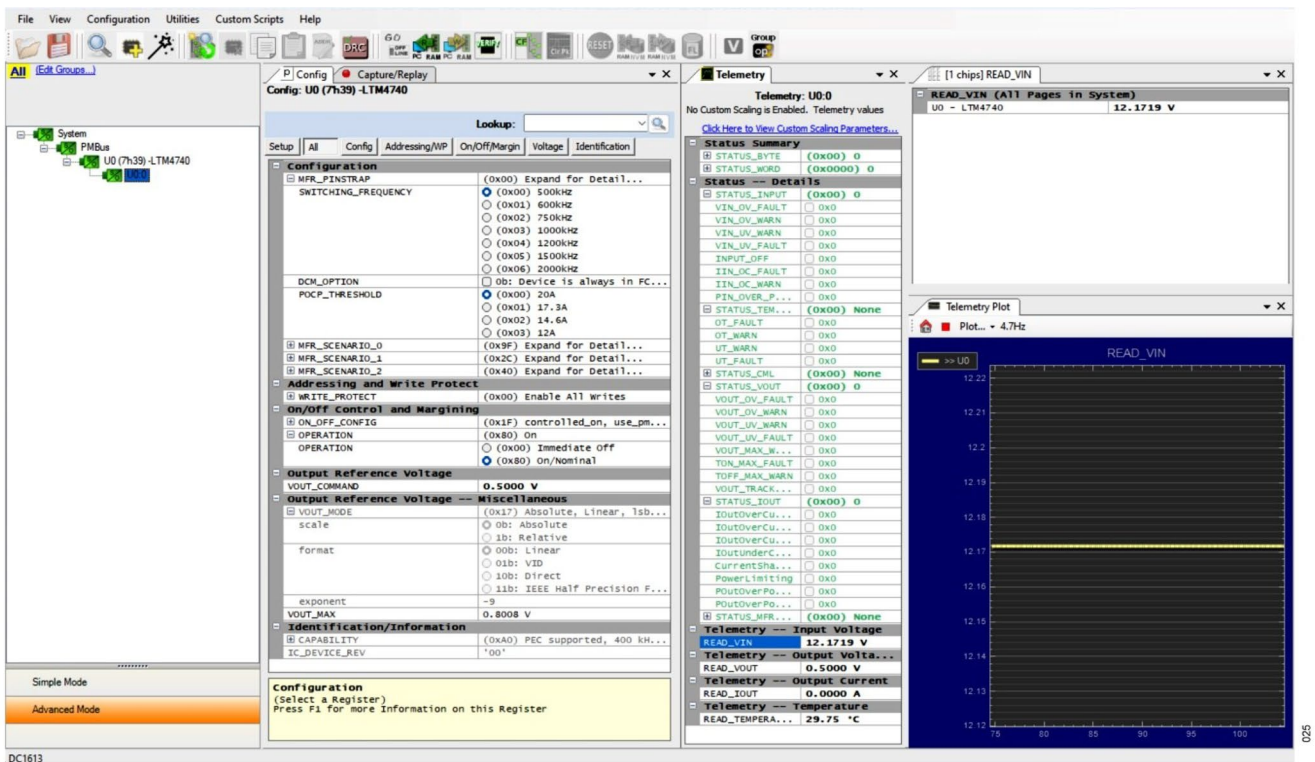 File View Configuration Utilities Custom Scripts Help
DRG
GO
OFF LINE
PC RAM
PC RAM
VERIFY
RESET
V
Group
op
All (Edit Groups...)
System
PMBus
U0 (7h39) -LTM4740
U0:0
Simple Mode
Advanced Mode
DC1613
P Config
Capture/Replay
Config: U0 (7h39) -LTM4740
Lookup:
Setup All Config Addressing/WP On/Off/Margin Voltage Identification
Configuration
MFR_PINSTRAP (0x00) Expand for Detail...
SWITCHING_FREQUENCY (0x00) 500kHz
(0x01) 600kHz
(0x02) 750kHz
(0x03) 1000kHz
(0x04) 1200kHz
(0x05) 1500kHz
(0x06) 2000kHz
DCM_OPTION 0b: Device is always in FC...
POCP_THRESHOLD (0x00) 20A
(0x01) 17.3A
(0x02) 14.6A
(0x03) 12A
MFR_SCENARIO_0 (0x9F) Expand for Detail...
MFR_SCENARIO_1 (0x2C) Expand for Detail...
MFR_SCENARIO_2 (0x40) Expand for Detail...
Addressing and Write Protect
WRITE_PROTECT (0x00) Enable All Writes
On/Off Control and Margining
ON_OFF_CONFIG (0x1F) controlled_on, use_pm...
OPERATION (0x80) On
OPERATION (0x00) Immediate Off
(0x80) On/Nominal
Output Reference Voltage
VOUT_COMMAND 0.5000 V
Output Reference Voltage -- Miscellaneous
VOUT_MODE (0x17) Absolute, Linear, lsb...
scale 0b: Absolute
1b: Relative
format 00b: Linear
01b: VID
10b: Direct
11b: IEEE Half Precision F...
exponent -9
VOUT_MAX 0.8008 V
Identification/Information
CAPABILITY (0xA0) PEC supported, 400 kH...
IC_DEVICE_REV '00'
Configuration
(Select a Register)
Press F1 for more Information on this Register
Telemetry
Telemetry: U0:0
No Custom Scaling is Enabled. Telemetry values
Click Here to View Custom Scaling Parameters...
Status Summary
STATUS_BYTE (0x00) 0
STATUS_WORD (0x0000) 0
Status -- Details
STATUS_INPUT (0x00) 0
VIN_OV_FAULT 0x0
VIN_OV_WARN 0x0
VIN_UV_WARN 0x0
VIN_UV_FAULT 0x0
INPUT_OFF 0x0
IIN_OC_FAULT 0x0
IIN_OC_WARN 0x0
PIN_OVER_P... 0x0
STATUS_TEM... (0x00) None
OT_FAULT 0x0
OT_WARN 0x0
UT_WARN 0x0
UT_FAULT 0x0
STATUS_CML (0x00) None
STATUS_VOUT (0x00) 0
VOUT_OV_FAULT 0x0
VOUT_OV_WARN 0x0
VOUT_UV_WARN 0x0
VOUT_UV_FAULT 0x0
VOUT_MAX_W... 0x0
TON_MAX_FAULT 0x0
TOFF_MAX_WARN 0x0
VOUT_TRACK... 0x0
STATUS_IOUT (0x00) 0
IOutOverCu... 0x0
IOutOverCu... 0x0
IOutOverCu... 0x0
IOutUnderC... 0x0
CurrentSha... 0x0
PowerLimiting 0x0
POutOverPo... 0x0
POutOverPo... 0x0
STATUS_MFR... (0x00) None
Telemetry -- Input Voltage
READ_VIN 12.1719 V
Telemetry -- Output Volta...
READ_VOUT 0.5000 V
Telemetry -- Output Current
READ_IOUT 0.0000 A
Telemetry -- Temperature
READ_TEMPERA... 29.75 °C
[1 chips] READ_VIN
READ_VIN (All Pages in System)
U0 - LTM4740 12.1719 V
Telemetry Plot
Plot... 4.7Hz
READ_VIN
>> U0
12.22
12.21
12.2
12.19
12.18
12.17
12.16
12.15
12.14
12.13
12.12
75 80 85 90 95 100
025